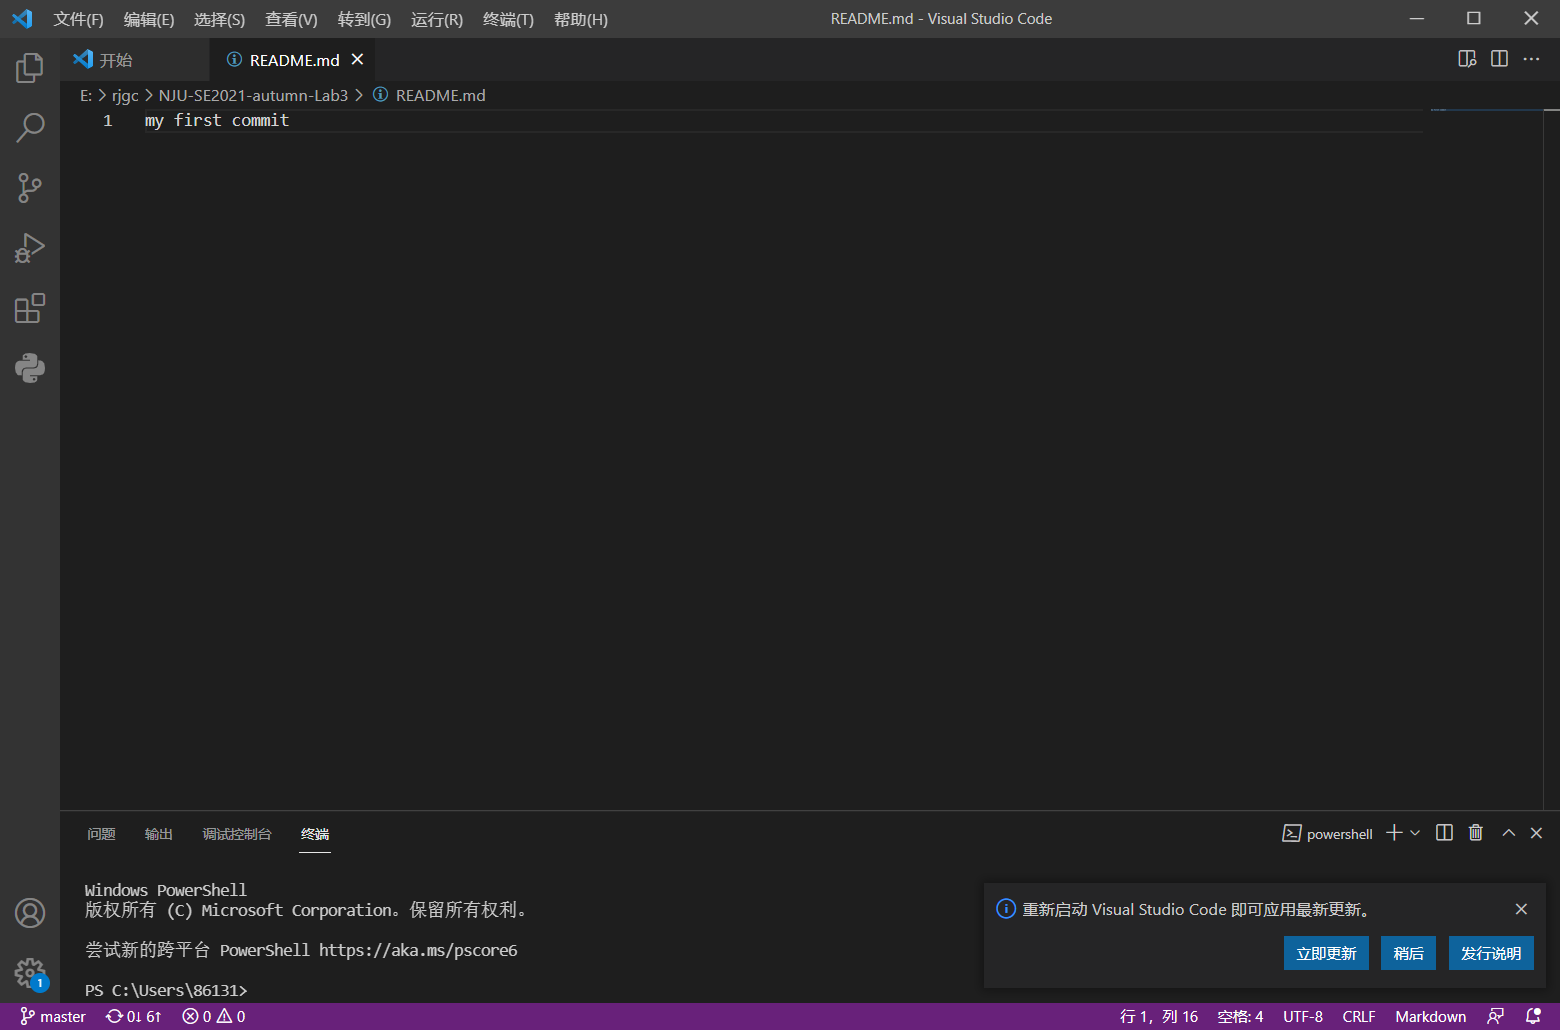 文件(F) 编辑(E) 选择(S) 查看(V) 转到(G) 运行(R) 终端(T) 帮助(H) README.md - Visual Studio Code
开始 README.md
E: > rjgc > NJU-SE2021-autumn-Lab3 > README.md
1 my first commit
问题 输出 调试控制台 终端 powershell
Windows PowerShell
版权所有 (C) Microsoft Corporation。保留所有权利。
尝试新的跨平台 PowerShell https://aka.ms/pscore6
PS C:\Users\86131>
重新启动 Visual Studio Code 即可应用最新更新。
立即更新 稍后 发行说明
1
master 0↓ 6↑ 0 0 行 1，列 16 空格: 4 UTF-8 CRLF Markdown